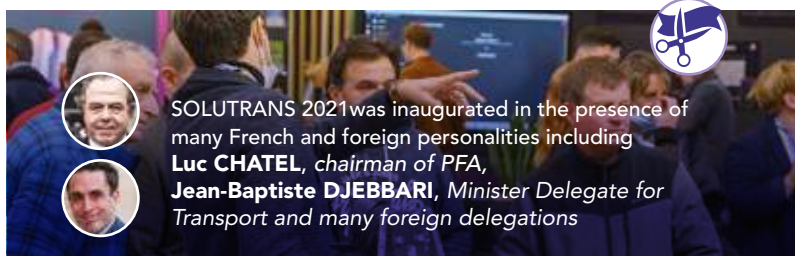 SOLUTRANS 2021was inaugurated in the presence of
many French and foreign personalities including
Luc CHATEL, chairman of PFA,
Jean-Baptiste DJEBBARI, Minister Delegate for
Transport and many foreign delegations